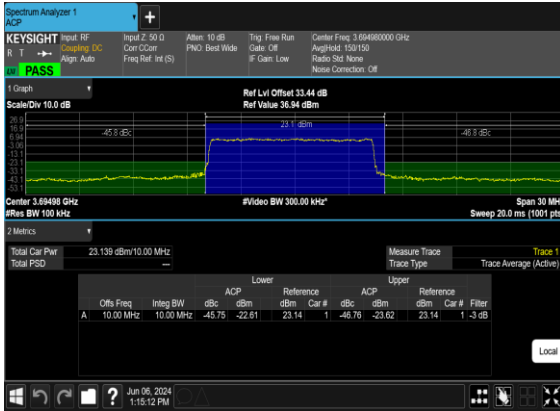 Spectrum Analyzer 1
ACP
+
KEYSIGHT Input: RF Input Z: 50 Ω Atten: 10 dB Trig: Free Run Center Freq: 3.694980000 GHz
R T Coupling: DC Corr CCorr PNO: Best Wide Gate: Off Avg|Hold: 150/150
Align: Auto Freq Ref: Int (S) IF Gain: Low Radio Std: None
PASS Noise Correction: Off
1 Graph Ref Lvl Offset 33.44 dB
Scale/Div 10.0 dB Ref Value 36.94 dBm
26.9
16.9 23.1 dBm
6.94 -45.8 dBc -46.8 dBc
-3.06
-13.1
-23.1
-33.1
-43.1
-53.1
Center 3.69498 GHz #Video BW 300.00 kHz* Span 30 MH
#Res BW 100 kHz Sweep 20.0 ms (1001 pts
2 Metrics
Total Car Pwr 23.139 dBm/10.00 MHz Measure Trace Trace 1
Total PSD --- Trace Type Trace Average (Active)
Lower Upper
ACP Reference ACP Reference
Offs Freq Integ BW dBc dBm dBm Car # dBc dBm dBm Car # Filter
A 10.00 MHz 10.00 MHz -45.75 -22.61 23.14 1 -46.76 -23.62 23.14 1 -3 dB
Local
? Jun 06, 2024
1:15:12 PM